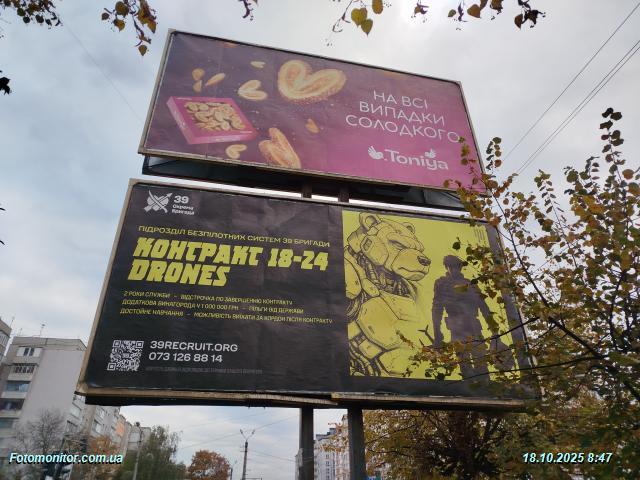 НА ВСІ
ВИПАДКИ
СОЛОДКОГО
Toniya
39
Окрема
Бригада
ПІДРОЗДІЛ БЕЗПІЛОТНИХ СИСТЕМ 39 БРИГАДИ
КОНТРАКТ 18-24
DRONES
2 РОКИ СЛУЖБИ - ВІДСТРОЧКА ПО ЗАВЕРШЕННЮ КОНТРАКТУ
ДОДАТКОВА ВИНАГОРОДА У 1 000 000 ГРН - ПІЛЬГИ ВІД ДЕРЖАВИ
ДОСТОЙНЕ НАВЧАННЯ - МОЖЛИВІСТЬ ВИЇХАТИ ЗА КОРДОН ПІСЛЯ КОНТРАКТУ
39RECRUIT.ORG
073 126 88 14
Fotomonitor.com.ua
18.10.2025 8:47